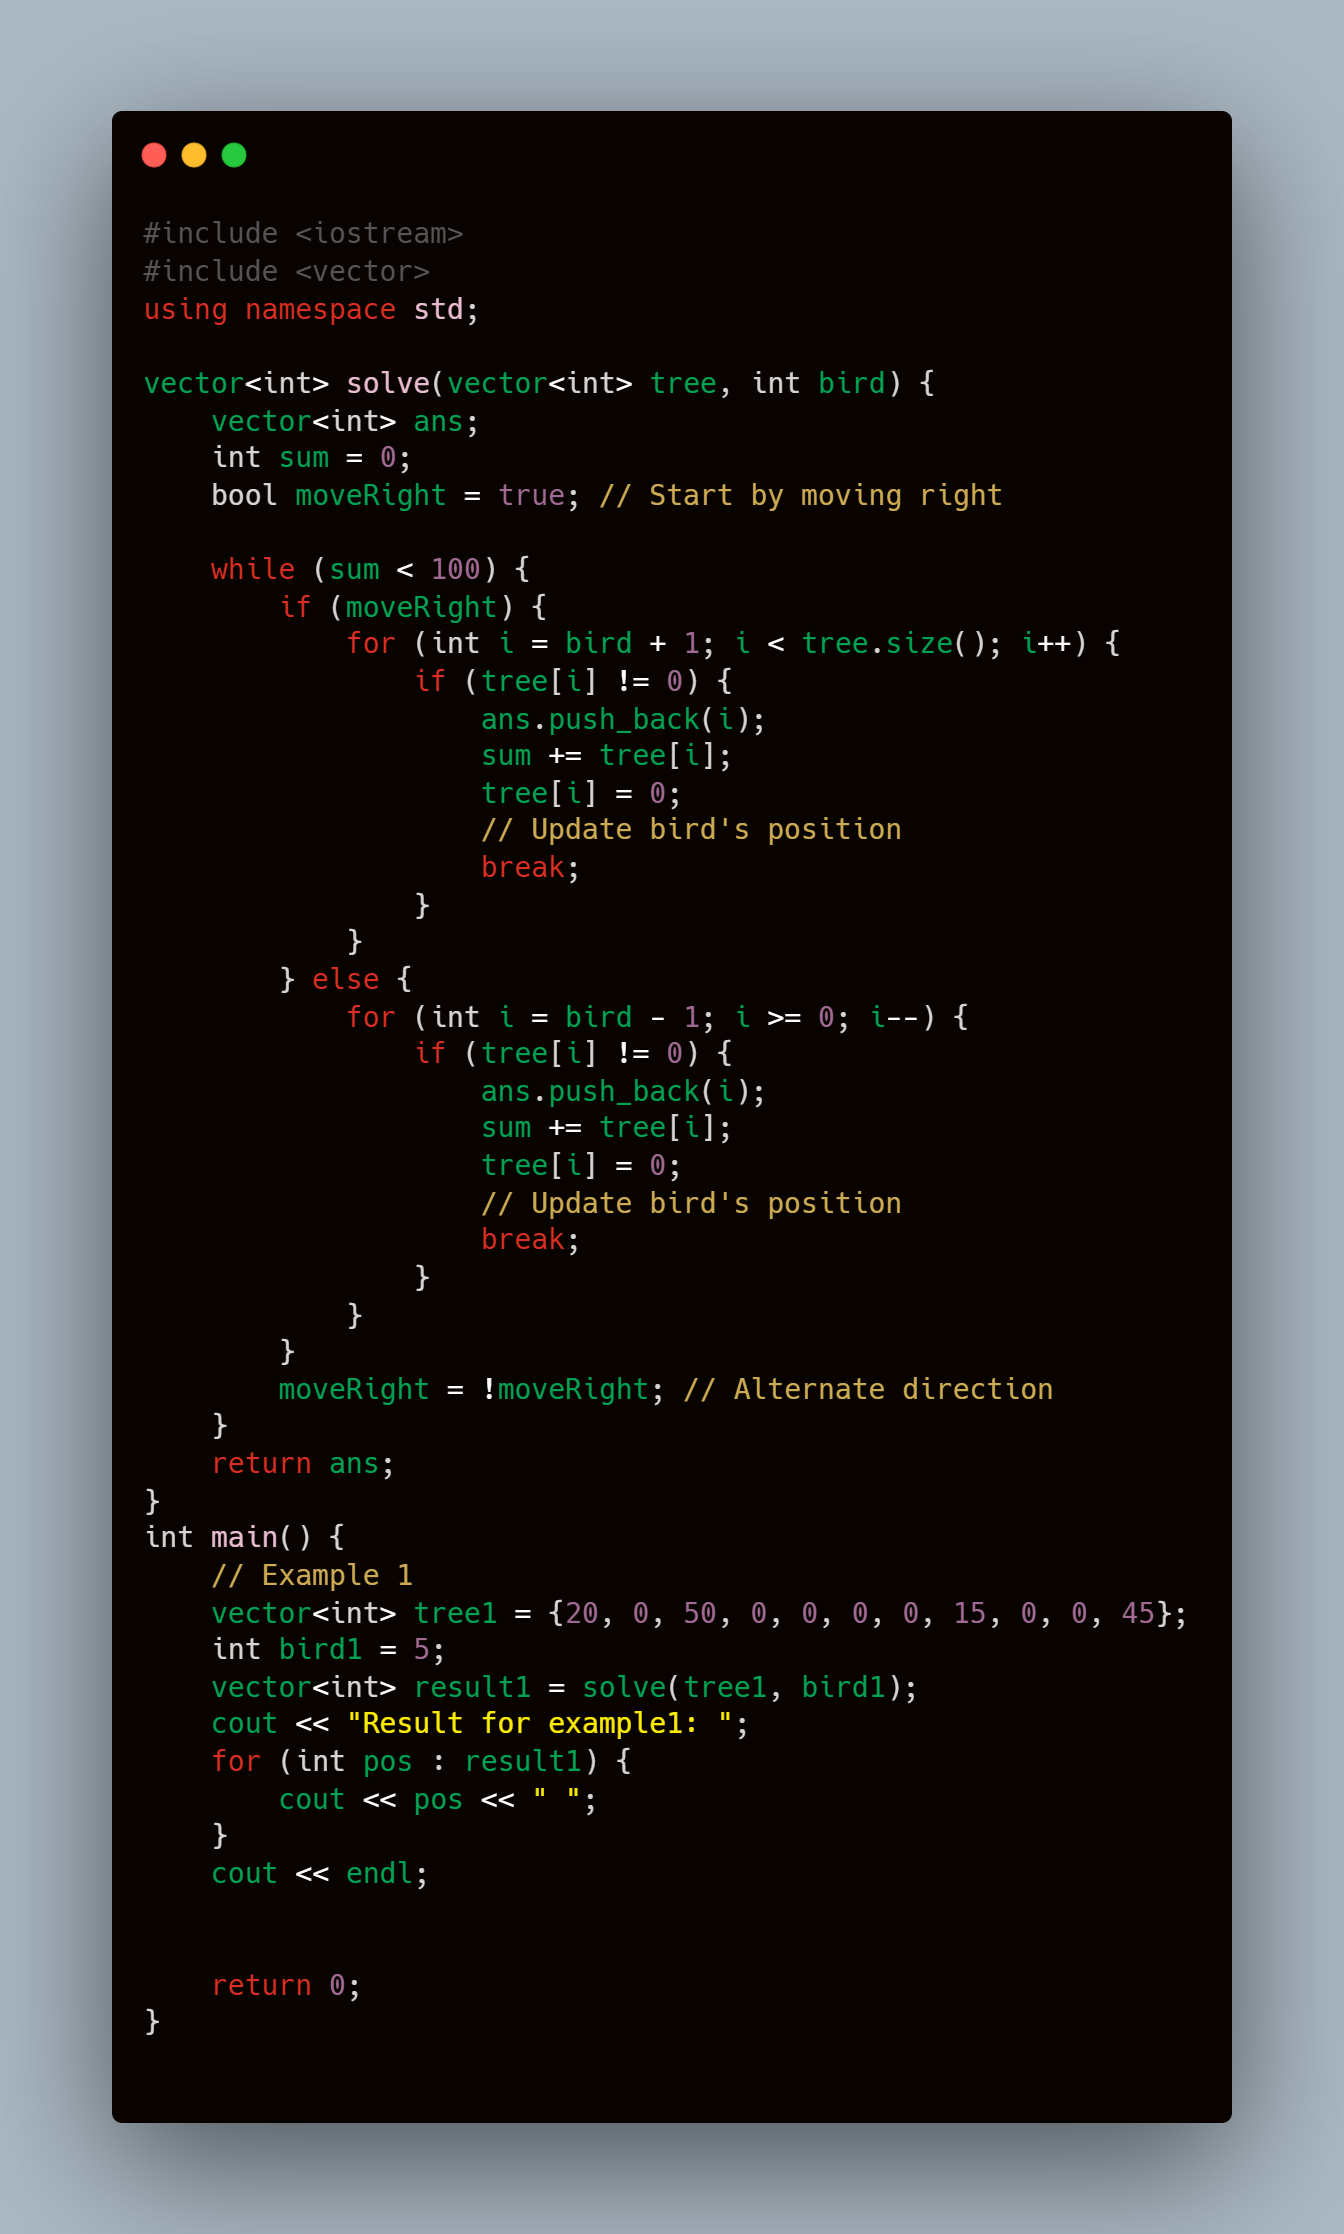 #include <iostream>
#include <vector>
using namespace std;

vector<int> solve(vector<int> tree, int bird) {
    vector<int> ans;
    int sum = 0;
    bool moveRight = true; // Start by moving right

    while (sum < 100) {
        if (moveRight) {
            for (int i = bird + 1; i < tree.size(); i++) {
                if (tree[i] != 0) {
                    ans.push_back(i);
                    sum += tree[i];
                    tree[i] = 0;
                    // Update bird's position
                    break;
                }
            }
        } else {
            for (int i = bird - 1; i >= 0; i--) {
                if (tree[i] != 0) {
                    ans.push_back(i);
                    sum += tree[i];
                    tree[i] = 0;
                    // Update bird's position
                    break;
                }
            }
        }
        moveRight = !moveRight; // Alternate direction
    }
    return ans;
}
int main() {
    // Example 1
    vector<int> tree1 = {20, 0, 50, 0, 0, 0, 0, 15, 0, 0, 45};
    int bird1 = 5;
    vector<int> result1 = solve(tree1, bird1);
    cout << "Result for example1: ";
    for (int pos : result1) {
        cout << pos << " ";
    }
    cout << endl;


    return 0;
}